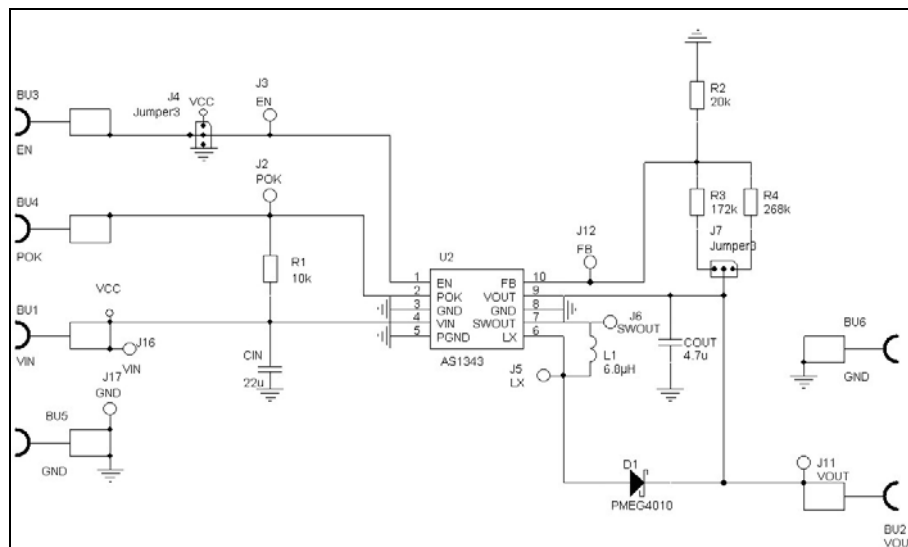 BU3
EN
J4
Jumper3
VCC
J3
EN
R2
20k
BU4
POK
J2
POK
R1
10k
R3
172k
R4
268k
J7
Jumper3
J12
FB
U2
1 EN FB 10
2 POK VOUT 9
3 GND GND 8
4 VIN SWOUT 7
5 PGND LX 6
AS1343
BU1
VIN
VCC
J16
VIN
CIN
22u
J6
SWOUT
L1
6.8µH
J5
LX
COUT
4.7u
BU6
GND
J17
GND
BU5
GND
D1
PMEG4010
J11
VOUT
BU2
VOU